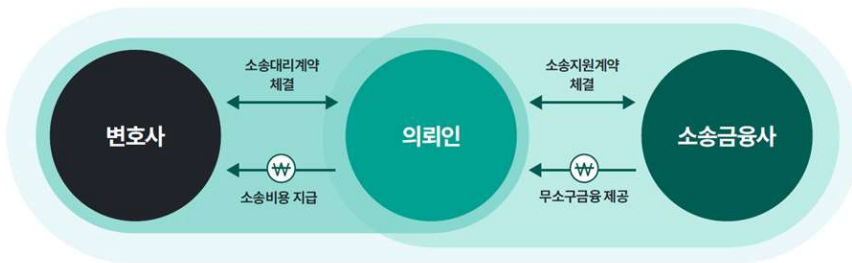 소송대리계약
체결
소송지원계약
체결
변호사
의뢰인
소송금융사
₩
₩
소송비용 지급
무소구금융 제공